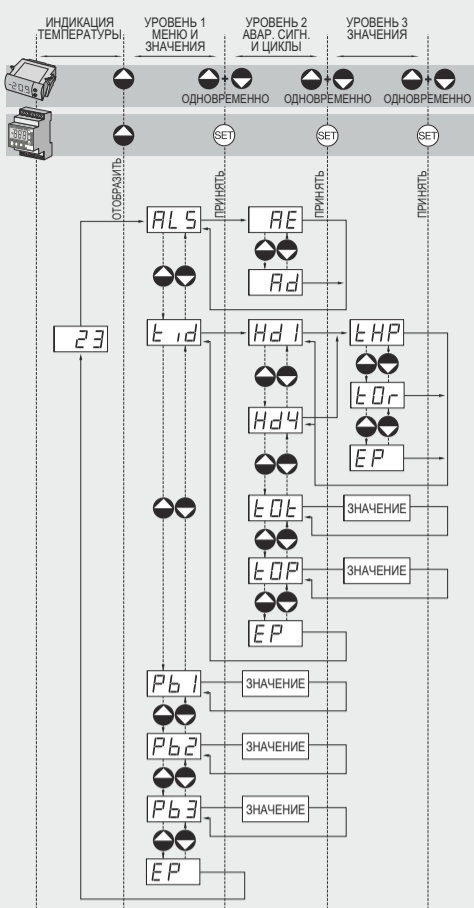 ИНДИКАЦИЯ ТЕМПЕРАТУРЫ
УРОВЕНЬ 1 МЕНЮ И ЗНАЧЕНИЯ
УРОВЕНЬ 2 АВАР. СИГН. И ЦИКЛЫ
УРОВЕНЬ 3 ЗНАЧЕНИЯ
-20.9
+ + +
ОДНОВРЕМЕННО ОДНОВРЕМЕННО ОДНОВРЕМЕННО
SET SET SET
ОТОБРАЗИТЬ
ПРИНЯТЬ
ПРИНЯТЬ
ПРИНЯТЬ
ALS AE
Ad
23 tid Hd1 tHP
tOr
Hd4
EP
tOt ЗНАЧЕНИЕ
tOP ЗНАЧЕНИЕ
EP
Pb1 ЗНАЧЕНИЕ
Pb2 ЗНАЧЕНИЕ
Pb3 ЗНАЧЕНИЕ
EP